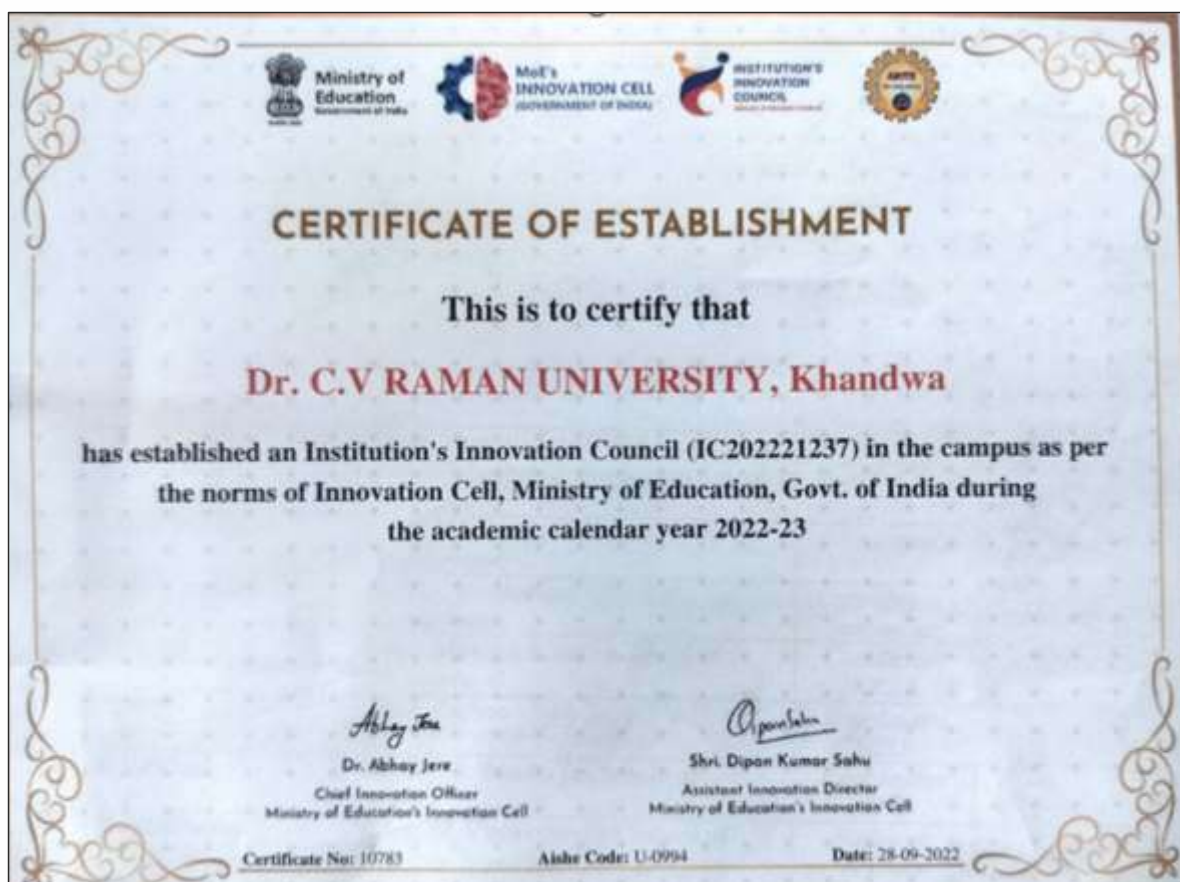 Ministry of
Education
Government of India
MoE's
INNOVATION CELL
(GOVERNMENT OF INDIA)
INSTITUTION'S
INNOVATION
COUNCIL
CERTIFICATE OF ESTABLISHMENT
This is to certify that
Dr. C.V RAMAN UNIVERSITY, Khandwa
has established an Institution's Innovation Council (IC202221237) in the campus as per
the norms of Innovation Cell, Ministry of Education, Govt. of India during
the academic calendar year 2022-23
Abhay Jere
Dr. Abhay Jere
Chief Innovation Officer
Ministry of Education's Innovation Cell
Shri. Dipan Kumar Sahu
Assistant Innovation Director
Ministry of Education's Innovation Cell
Certificate No: 10783 Aishe Code: U-0994 Date: 28-09-2022